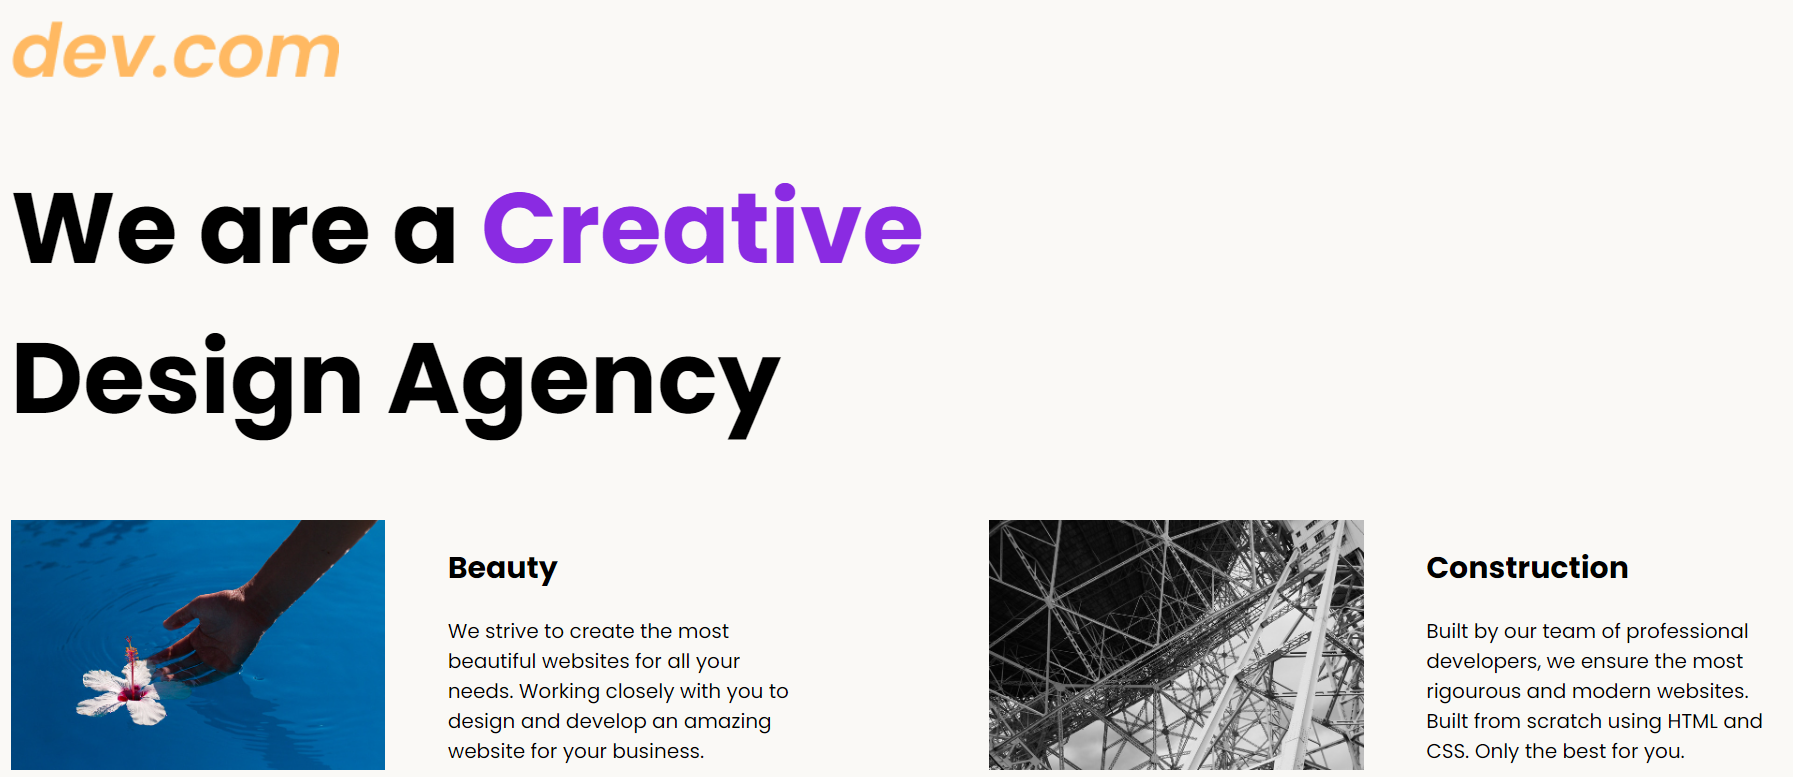 dev.com
We are a Creative
Design Agency
Beauty
We strive to create the most
beautiful websites for all your
needs. Working closely with you to
design and develop an amazing
website for your business.
Construction
Built by our team of professional
developers, we ensure the most
rigourous and modern websites.
Built from scratch using HTML and
CSS. Only the best for you.